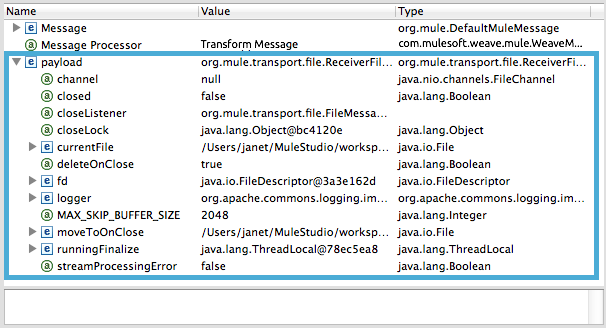 Name Value Type
e Message org.mule.DefaultMuleMessage
a Message Processor Transform Message com.mulesoft.weave.mule.WeaveM...
e payload org.mule.transport.file.ReceiverFil... org.mule.transport.file.ReceiverFi...
a channel null java.nio.channels.FileChannel
a closed false java.lang.Boolean
a closeListener org.mule.transport.file.FileMessa...
a closeLock java.lang.Object@bc4120e java.lang.Object
e currentFile /Users/janet/MuleStudio/worksp... java.io.File
a deleteOnClose true java.lang.Boolean
e fd java.io.FileDescriptor@3a3e162d java.io.FileDescriptor
e logger org.apache.commons.logging.im... org.apache.commons.logging.im...
a MAX_SKIP_BUFFER_SIZE 2048 java.lang.Integer
e moveToOnClose /Users/janet/MuleStudio/worksp... java.io.File
e runningFinalize java.lang.ThreadLocal@78ec5ea8 java.lang.ThreadLocal
a streamProcessingError false java.lang.Boolean